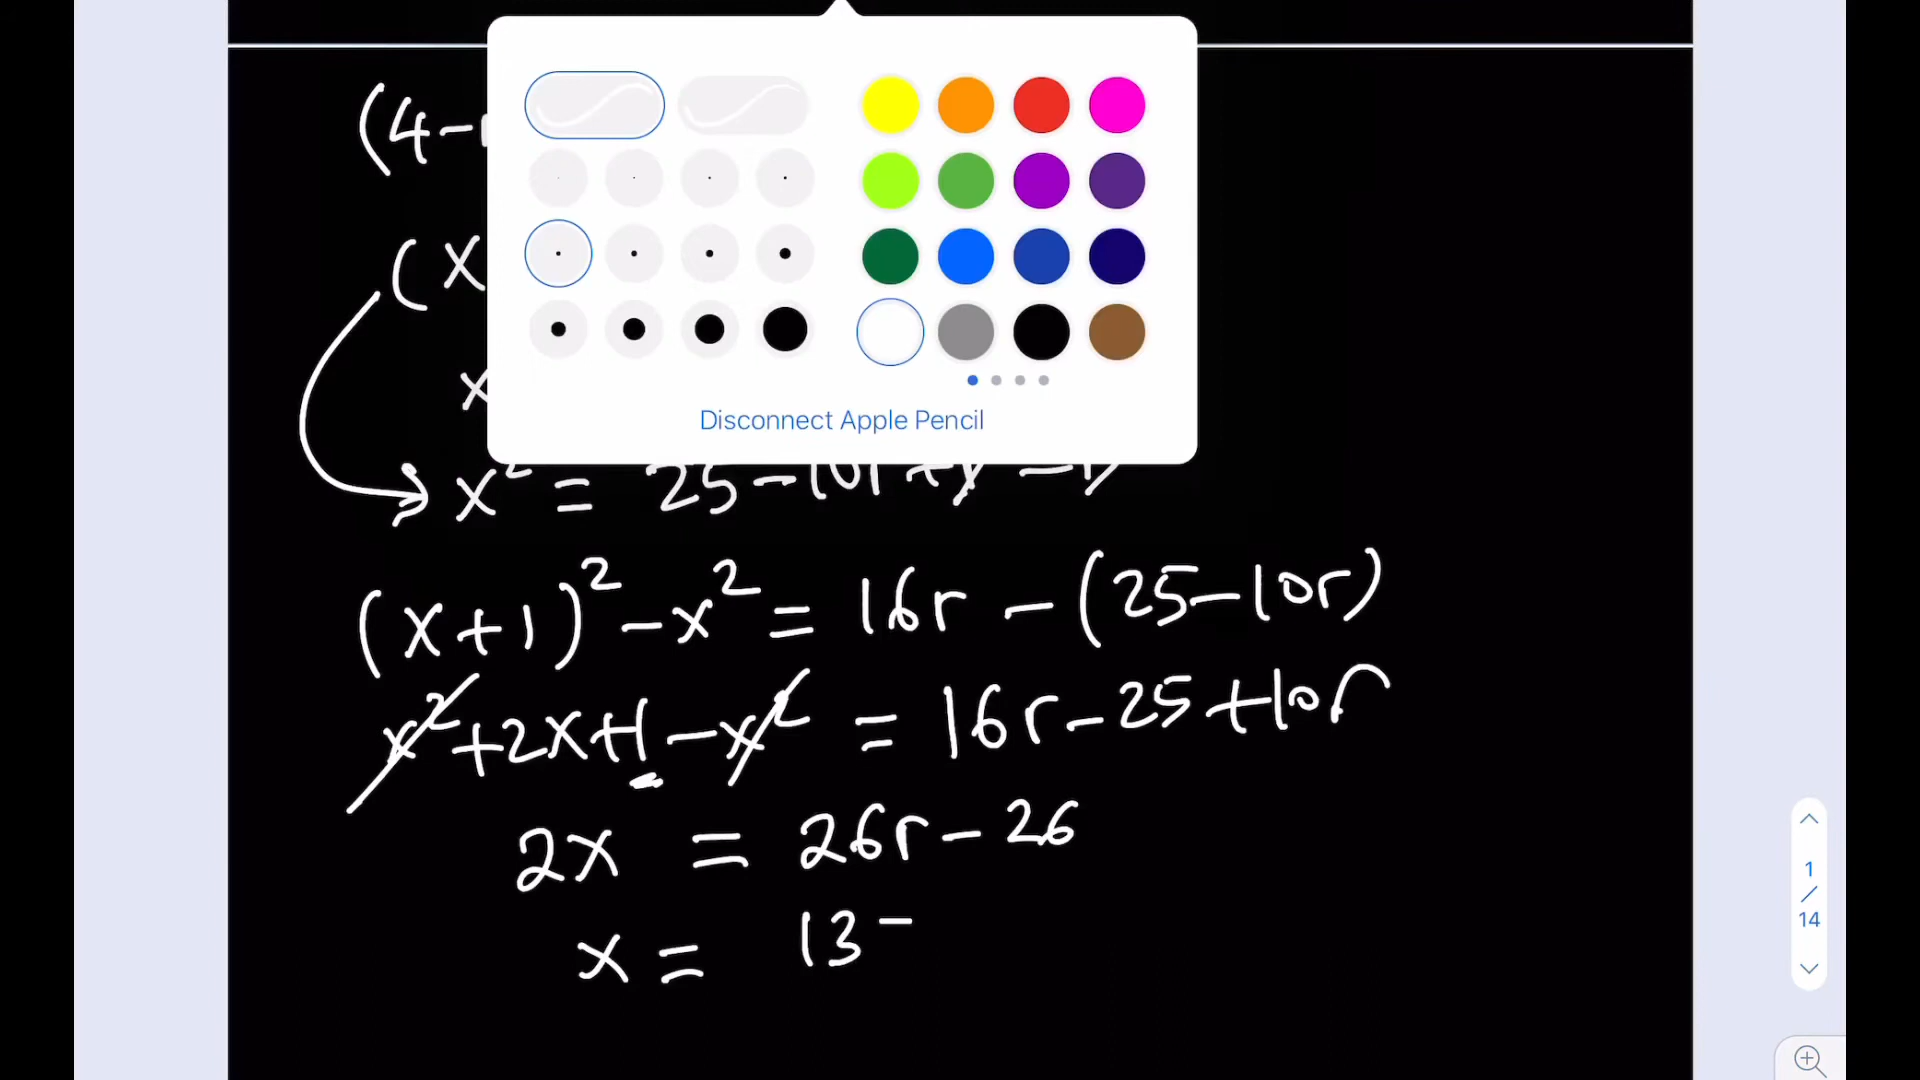 (4-
(x
x
x² = 25-10r+
(x+1)² - x² = 16r - (25-10r)
x²+2x+1-x² = 16r-25+10r
2x = 26r-26
x = 13-
Disconnect Apple Pencil
1
/
14